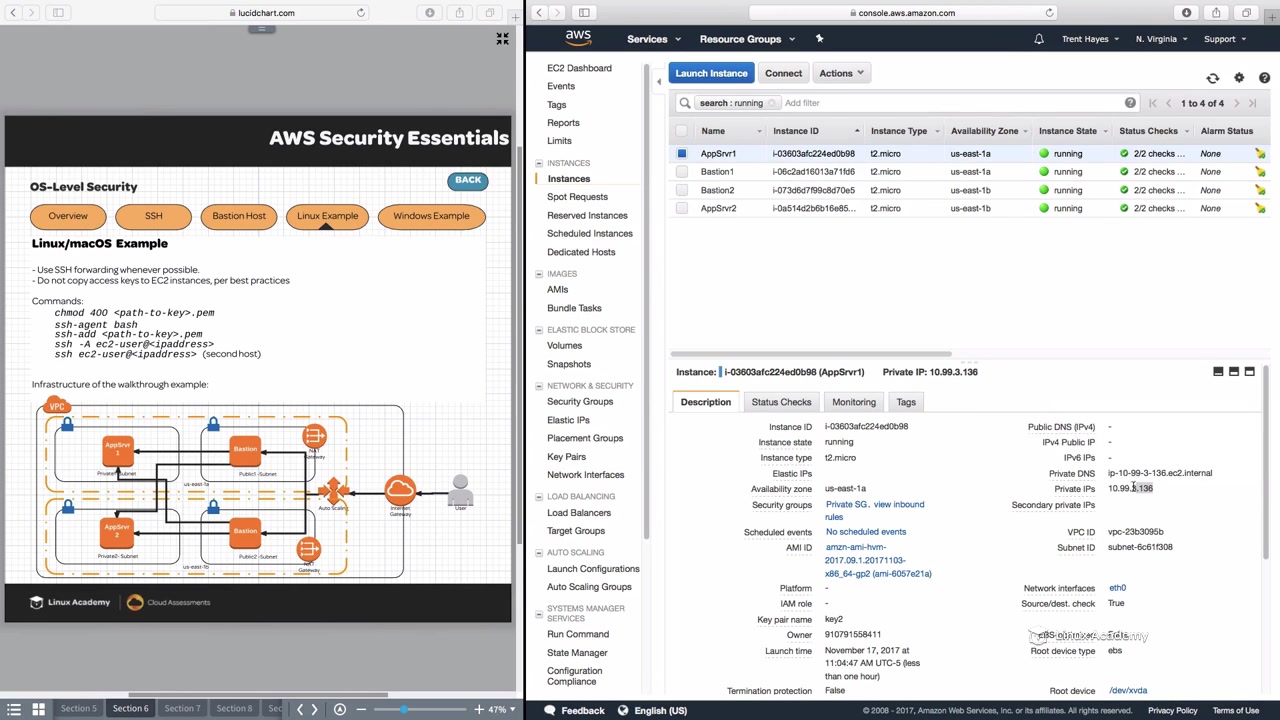 lucidchart.com
AWS Security Essentials
OS-Level Security
BACK
Overview
SSH
Bastion Host
Linux Example
Windows Example
Linux/macOS Example
- Use SSH forwarding whenever possible.
- Do not copy access keys to EC2 instances, per best practices
Commands:
chmod 400 <path-to-key>.pem
ssh-agent bash
ssh-add <path-to-key>.pem
ssh -A ec2-user@<ipaddress>
ssh ec2-user@<ipaddress> (second host)
Infrastructure of the walkthrough example:
VPC
AppSrvr
1
Bastion
NAT
Gateway
Private1-Subnet
Public1-Subnet
us-east-1a
Auto Scaling
Internet
Gateway
User
AppSrvr
2
Bastion
Private2-Subnet
Public2-Subnet
Gateway
us-east-1b
Linux Academy
Cloud Assessments
Section 5
Section 6
Section 7
Section 8
47%
console.aws.amazon.com
aws
Services
Resource Groups
Trent Hayes
N. Virginia
Support
EC2 Dashboard
Events
Tags
Reports
Limits
INSTANCES
Instances
Spot Requests
Reserved Instances
Scheduled Instances
Dedicated Hosts
IMAGES
AMIs
Bundle Tasks
ELASTIC BLOCK STORE
Volumes
Snapshots
NETWORK & SECURITY
Security Groups
Elastic IPs
Placement Groups
Key Pairs
Network Interfaces
LOAD BALANCING
Load Balancers
Target Groups
AUTO SCALING
Launch Configurations
Auto Scaling Groups
SYSTEMS MANAGER
SERVICES
Run Command
State Manager
Configuration
Compliance
Launch Instance
Connect
Actions
search : running
Add filter
1 to 4 of 4
Name Instance ID Instance Type Availability Zone Instance State Status Checks Alarm Status
AppSrvr1 i-03603afc224ed0b98 t2.micro us-east-1a running 2/2 checks ... None
Bastion1 i-06c2ad16013a71fd6 t2.micro us-east-1a running 2/2 checks ... None
Bastion2 i-073d6d7f99c8d70e5 t2.micro us-east-1b running 2/2 checks ... None
AppSrvr2 i-0a514d2b6b16e85... t2.micro us-east-1b running 2/2 checks ... None
Instance: i-03603afc224ed0b98 (AppSrvr1) Private IP: 10.99.3.136
Description
Status Checks
Monitoring
Tags
Instance ID i-03603afc224ed0b98
Instance state running
Instance type t2.micro
Elastic IPs
Availability zone us-east-1a
Security groups Private SG. view inbound
rules
Scheduled events No scheduled events
AMI ID amzn-ami-hvm-
2017.09.1.20171103-
x86_64-gp2 (ami-6057e21a)
Platform -
IAM role -
Key pair name key2
Owner 910791558411
Launch time November 17, 2017 at
11:04:47 AM UTC-5 (less
than one hour)
Termination protection False
Public DNS (IPv4) -
IPv4 Public IP -
IPv6 IPs -
Private DNS ip-10-99-3-136.ec2.internal
Private IPs 10.99.3.136
Secondary private IPs
VPC ID vpc-23b3095b
Subnet ID subnet-6c61f308
Network interfaces eth0
Source/dest. check True
Linux Academy
Root device type ebs
Root device /dev/xvda
Feedback
English (US)
© 2008 - 2017, Amazon Web Services, Inc. or its affiliates. All rights reserved.
Privacy Policy
Terms of Use